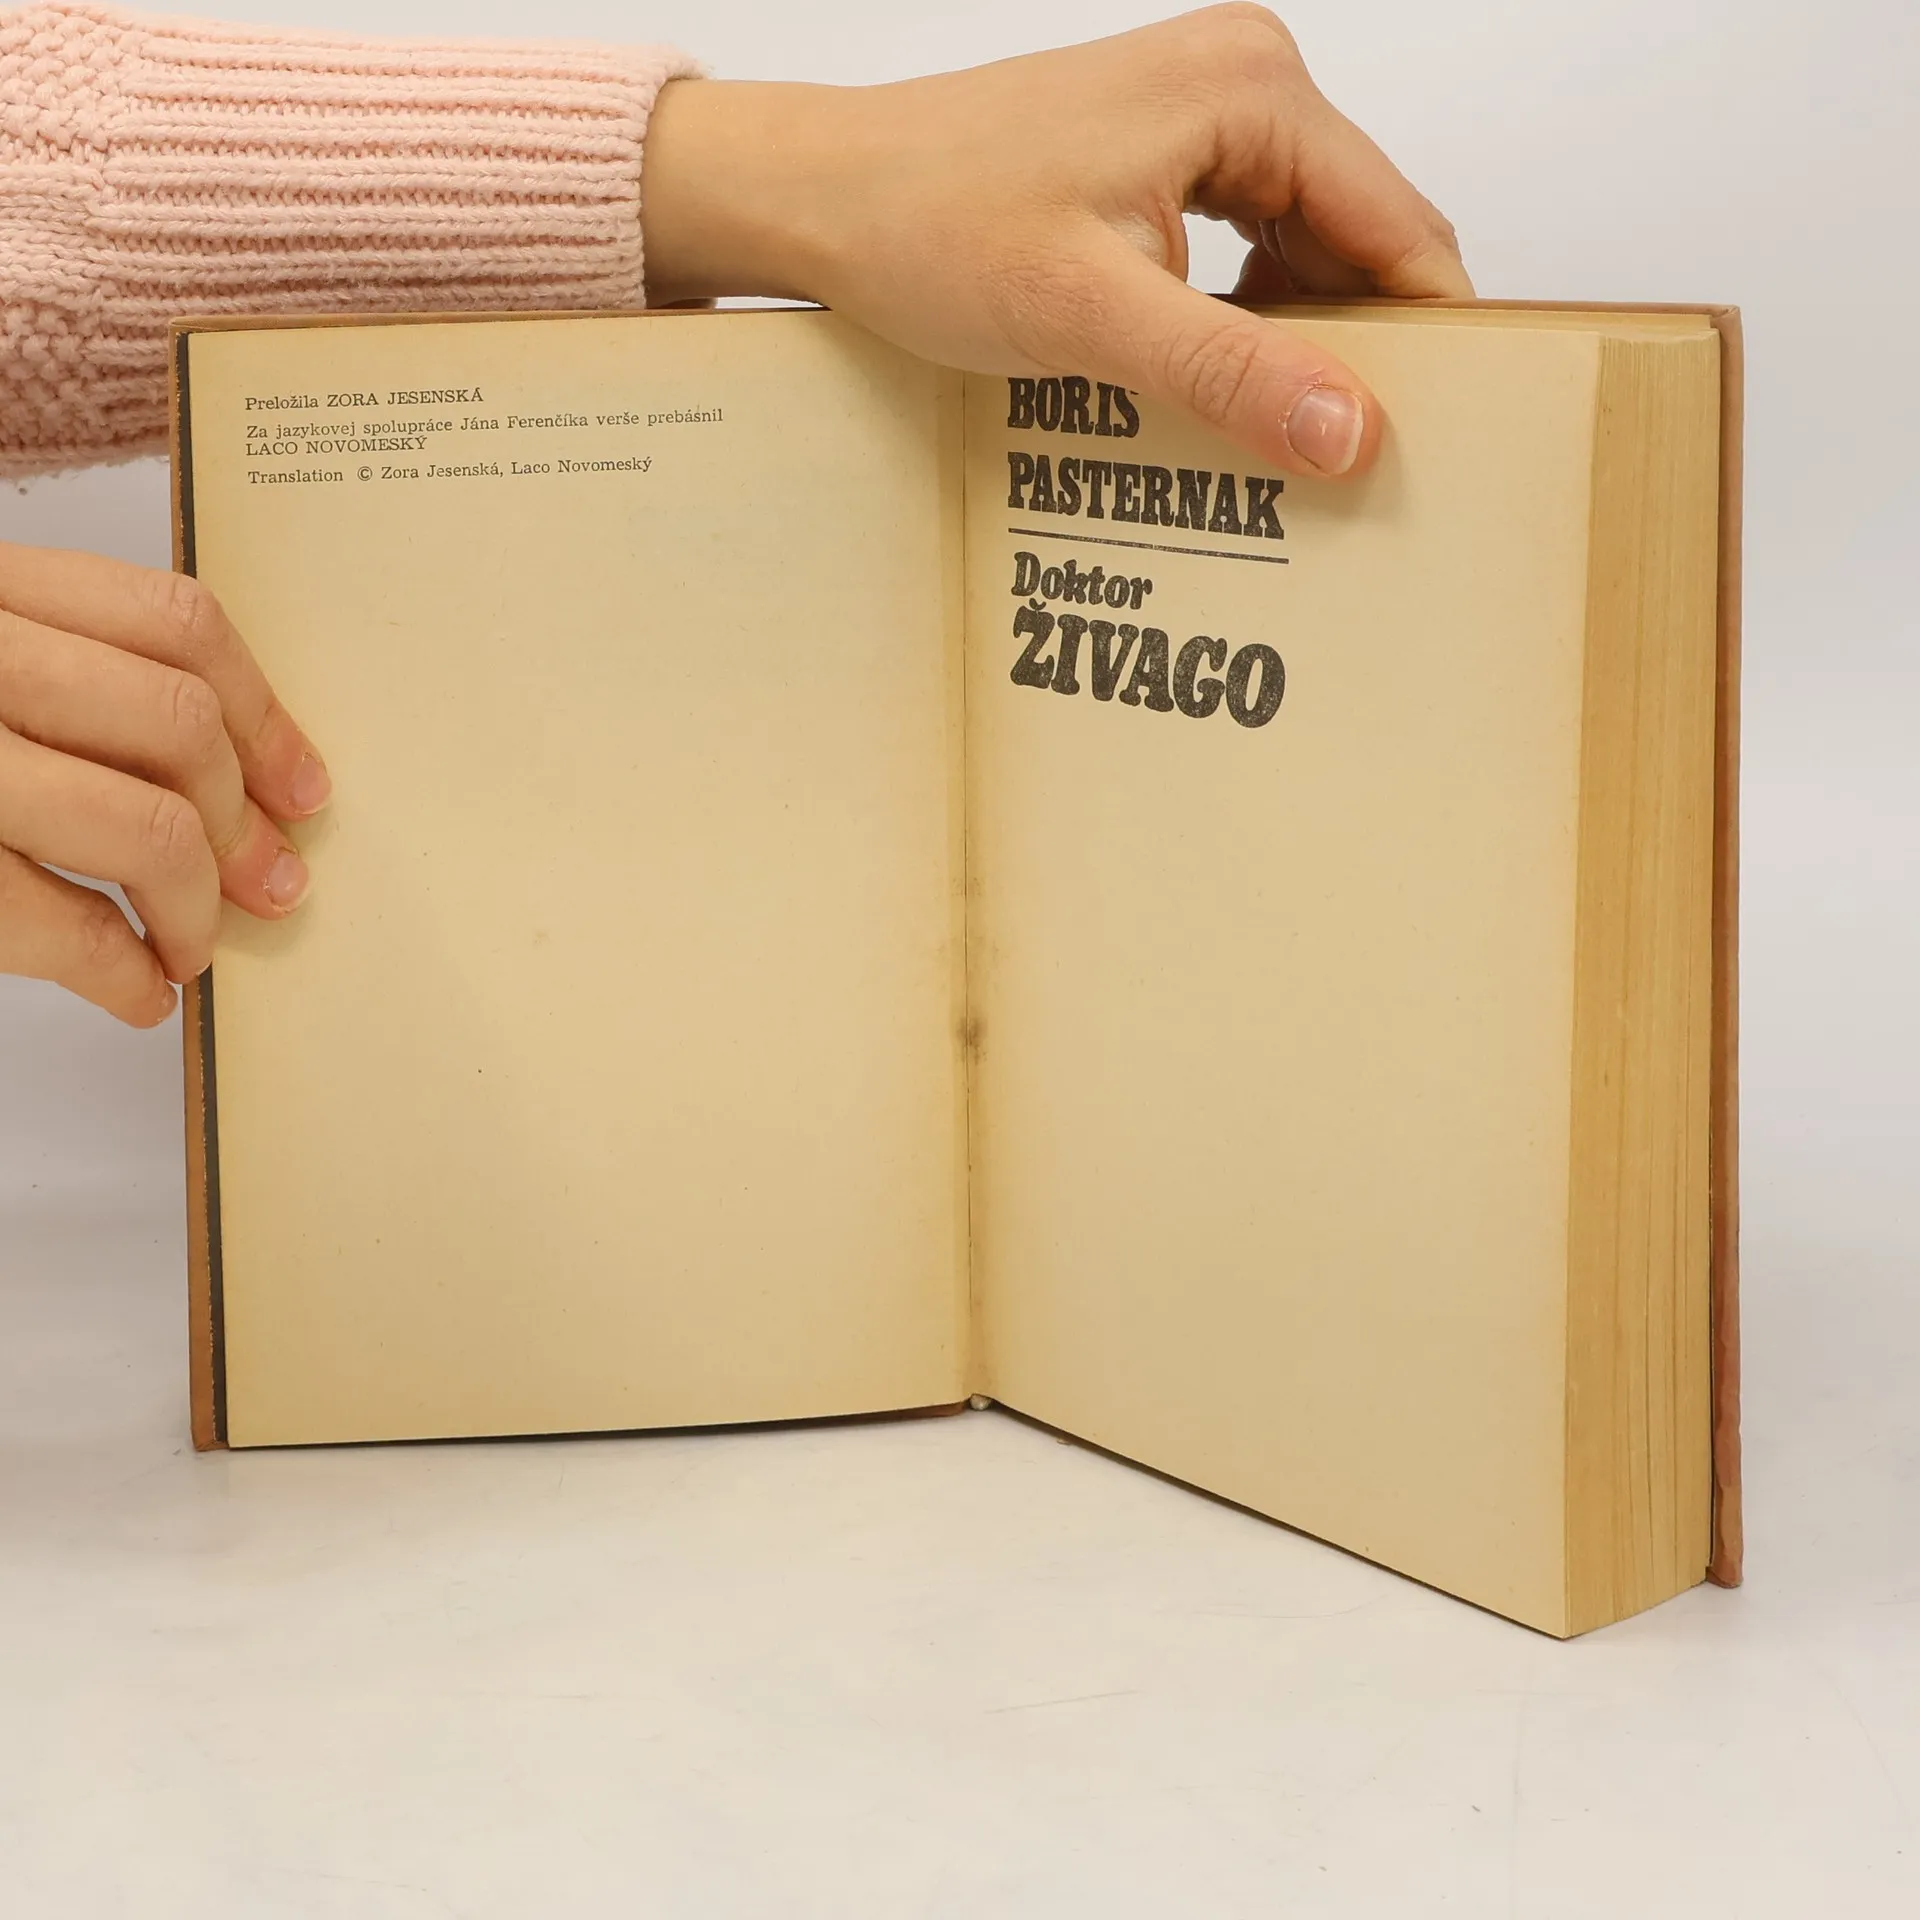 Preložila ZORA JESENSKÁ
Za jazykovej spolupráce Jána Ferenčíka verše prebásnil
LACO NOVOMESKÝ
Translation © Zora Jesenská, Laco Novomeský
BORIS
PASTERNAK
Doktor
ŽIVAGO